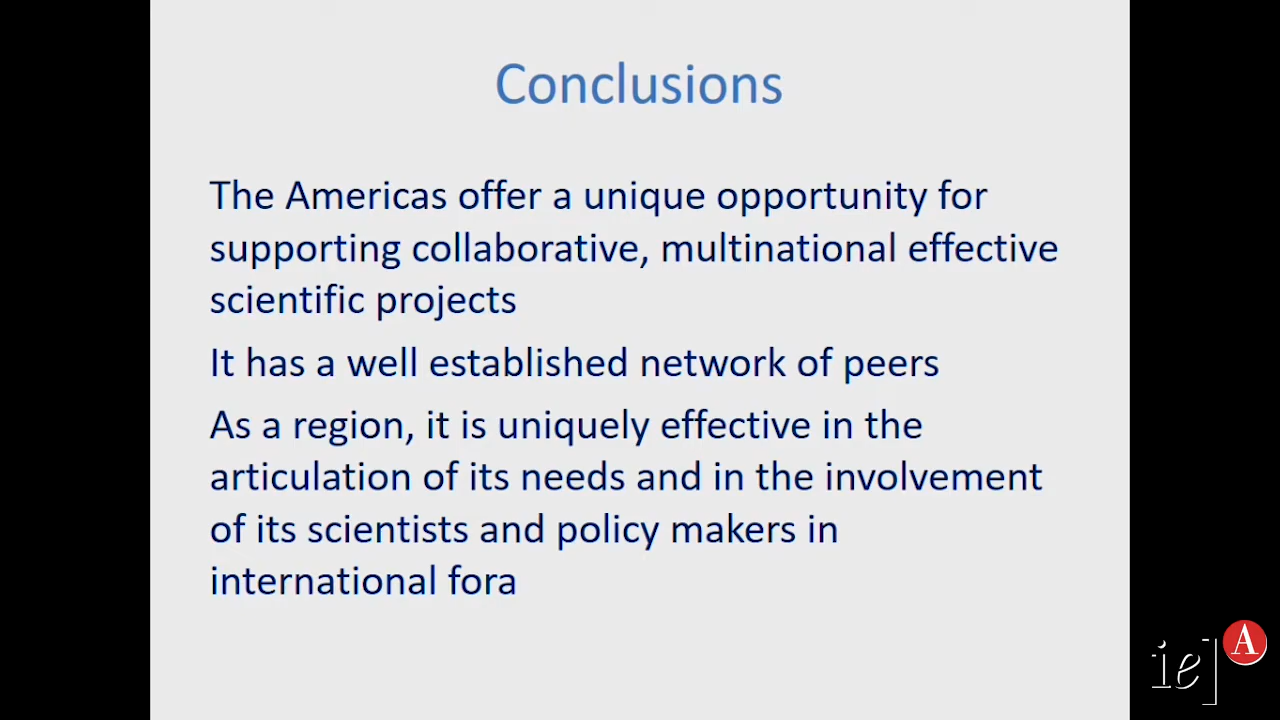 Conclusions
The Americas offer a unique opportunity for
supporting collaborative, multinational effective
scientific projects
It has a well established network of peers
As a region, it is uniquely effective in the
articulation of its needs and in the involvement
of its scientists and policy makers in
international fora
ie] A